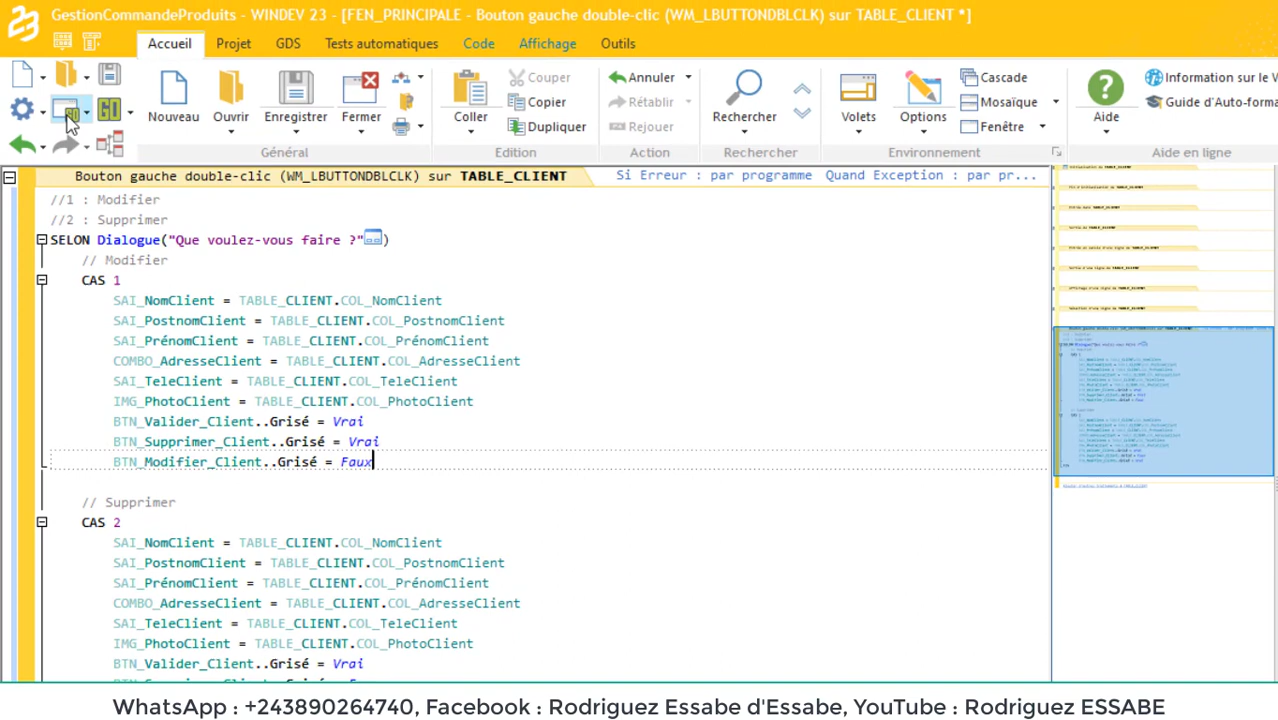 GestionCommandeProduits - WINDEV 23 - [FEN_PRINCIPALE - Bouton gauche double-clic (WM_LBUTTONDBLCLK) sur TABLE_CLIENT *]
23
Accueil Projet GDS Tests automatiques Code Affichage Outils
GO GO
Nouveau Ouvrir Enregistrer Fermer
Coller Couper Copier Dupliquer
Annuler Rétablir Rejouer
Rechercher
Volets Options Cascade Mosaïque Fenêtre
Aide Information sur le W
Guide d'Auto-forma
Général Edition Action Rechercher Environnement Aide en ligne
Bouton gauche double-clic (WM_LBUTTONDBLCLK) sur TABLE_CLIENT Si Erreur : par programme Quand Exception : par pr...
//1 : Modifier
//2 : Supprimer
SELON Dialogue("Que voulez-vous faire ?")
// Modifier
CAS 1
SAI_NomClient = TABLE_CLIENT.COL_NomClient
SAI_PostnomClient = TABLE_CLIENT.COL_PostnomClient
SAI_PrénomClient = TABLE_CLIENT.COL_PrénomClient
COMBO_AdresseClient = TABLE_CLIENT.COL_AdresseClient
SAI_TeleClient = TABLE_CLIENT.COL_TeleClient
IMG_PhotoClient = TABLE_CLIENT.COL_PhotoClient
BTN_Valider_Client..Grisé = Vrai
BTN_Supprimer_Client..Grisé = Vrai
BTN_Modifier_Client..Grisé = Faux
// Supprimer
CAS 2
SAI_NomClient = TABLE_CLIENT.COL_NomClient
SAI_PostnomClient = TABLE_CLIENT.COL_PostnomClient
SAI_PrénomClient = TABLE_CLIENT.COL_PrénomClient
COMBO_AdresseClient = TABLE_CLIENT.COL_AdresseClient
SAI_TeleClient = TABLE_CLIENT.COL_TeleClient
IMG_PhotoClient = TABLE_CLIENT.COL_PhotoClient
BTN_Valider_Client..Grisé = Vrai
WhatsApp : +243890264740, Facebook : Rodriguez Essabe d'Essabe, YouTube : Rodriguez ESSABE